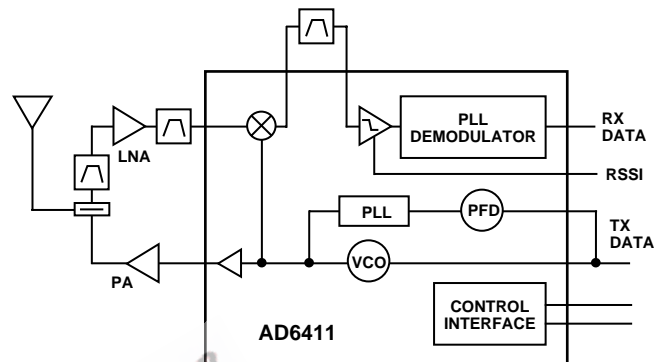 LNA
PLL
DEMODULATOR
RX
DATA
RSSI
PLL
PFD
TX
DATA
VCO
PA
CONTROL
INTERFACE
AD6411